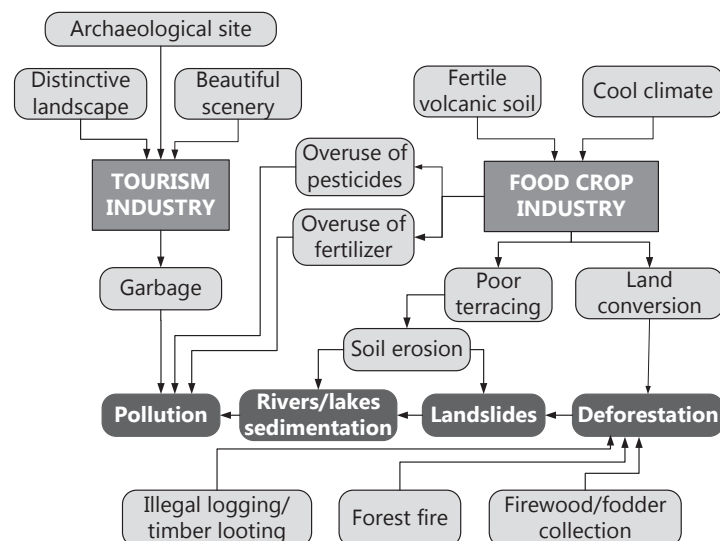 Archaeological site
Distinctive
landscape
Beautiful
scenery
Fertile
volcanic soil
Cool climate
TOURISM
INDUSTRY
Overuse of
pesticides
FOOD CROP
INDUSTRY
Overuse of
fertilizer
Garbage
Poor
terracing
Land
conversion
Soil erosion
Pollution
Rivers/lakes
sedimentation
Landslides
Deforestation
Illegal logging/
timber looting
Forest fire
Firewood/fodder
collection